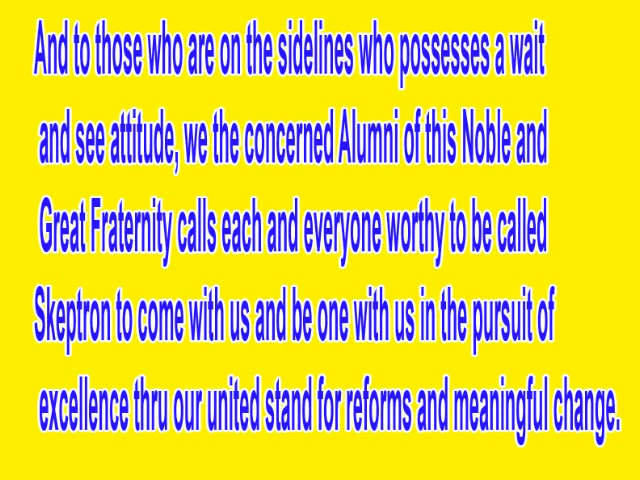 And to those who are on the sidelines who possesses a wait
and see attitude, we the concerned Alumni of this Noble and
Great Fraternity calls each and everyone worthy to be called
Skeptron to come with us and be one with us in the pursuit of
excellence thru our united stand for reforms and meaningful change.